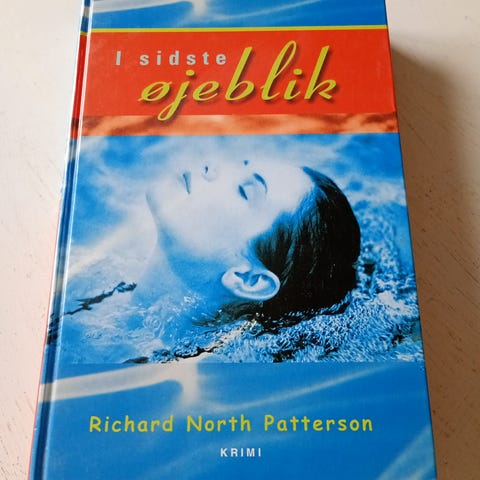 I sidste
øjeblik
Richard North Patterson
KRIMI